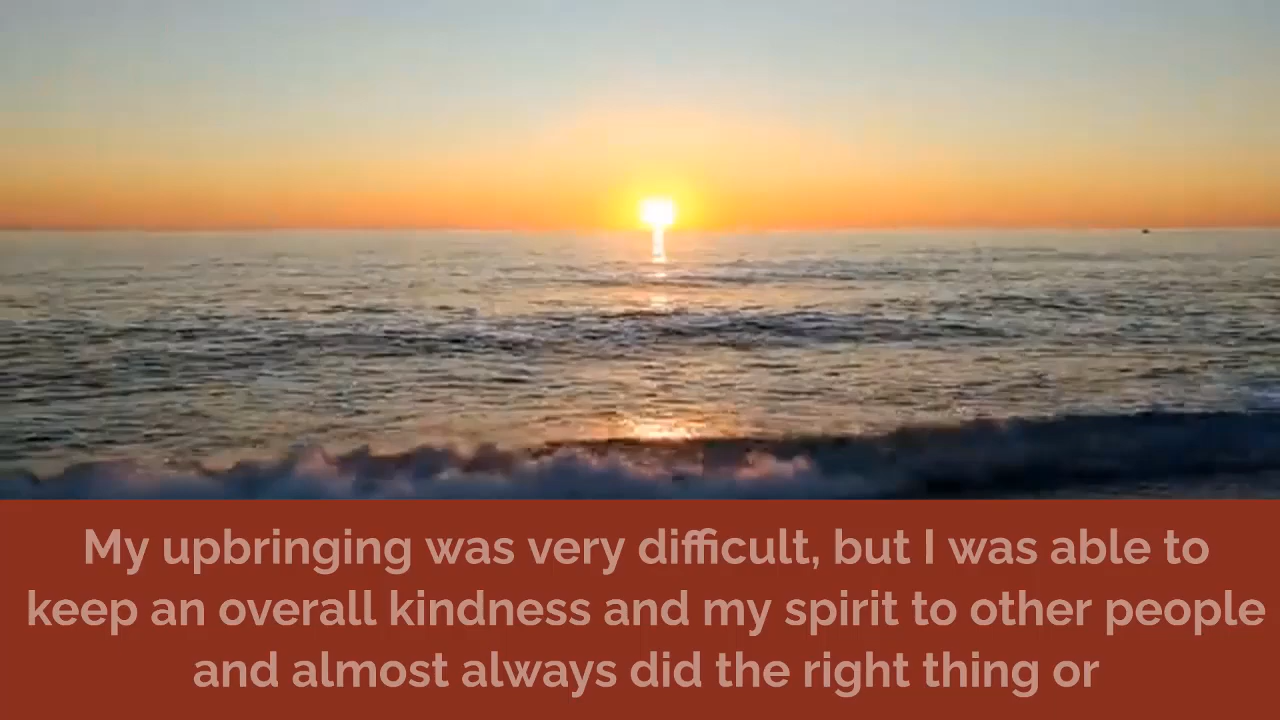 My upbringing was very difficult, but I was able to
keep an overall kindness and my spirit to other people
and almost always did the right thing or